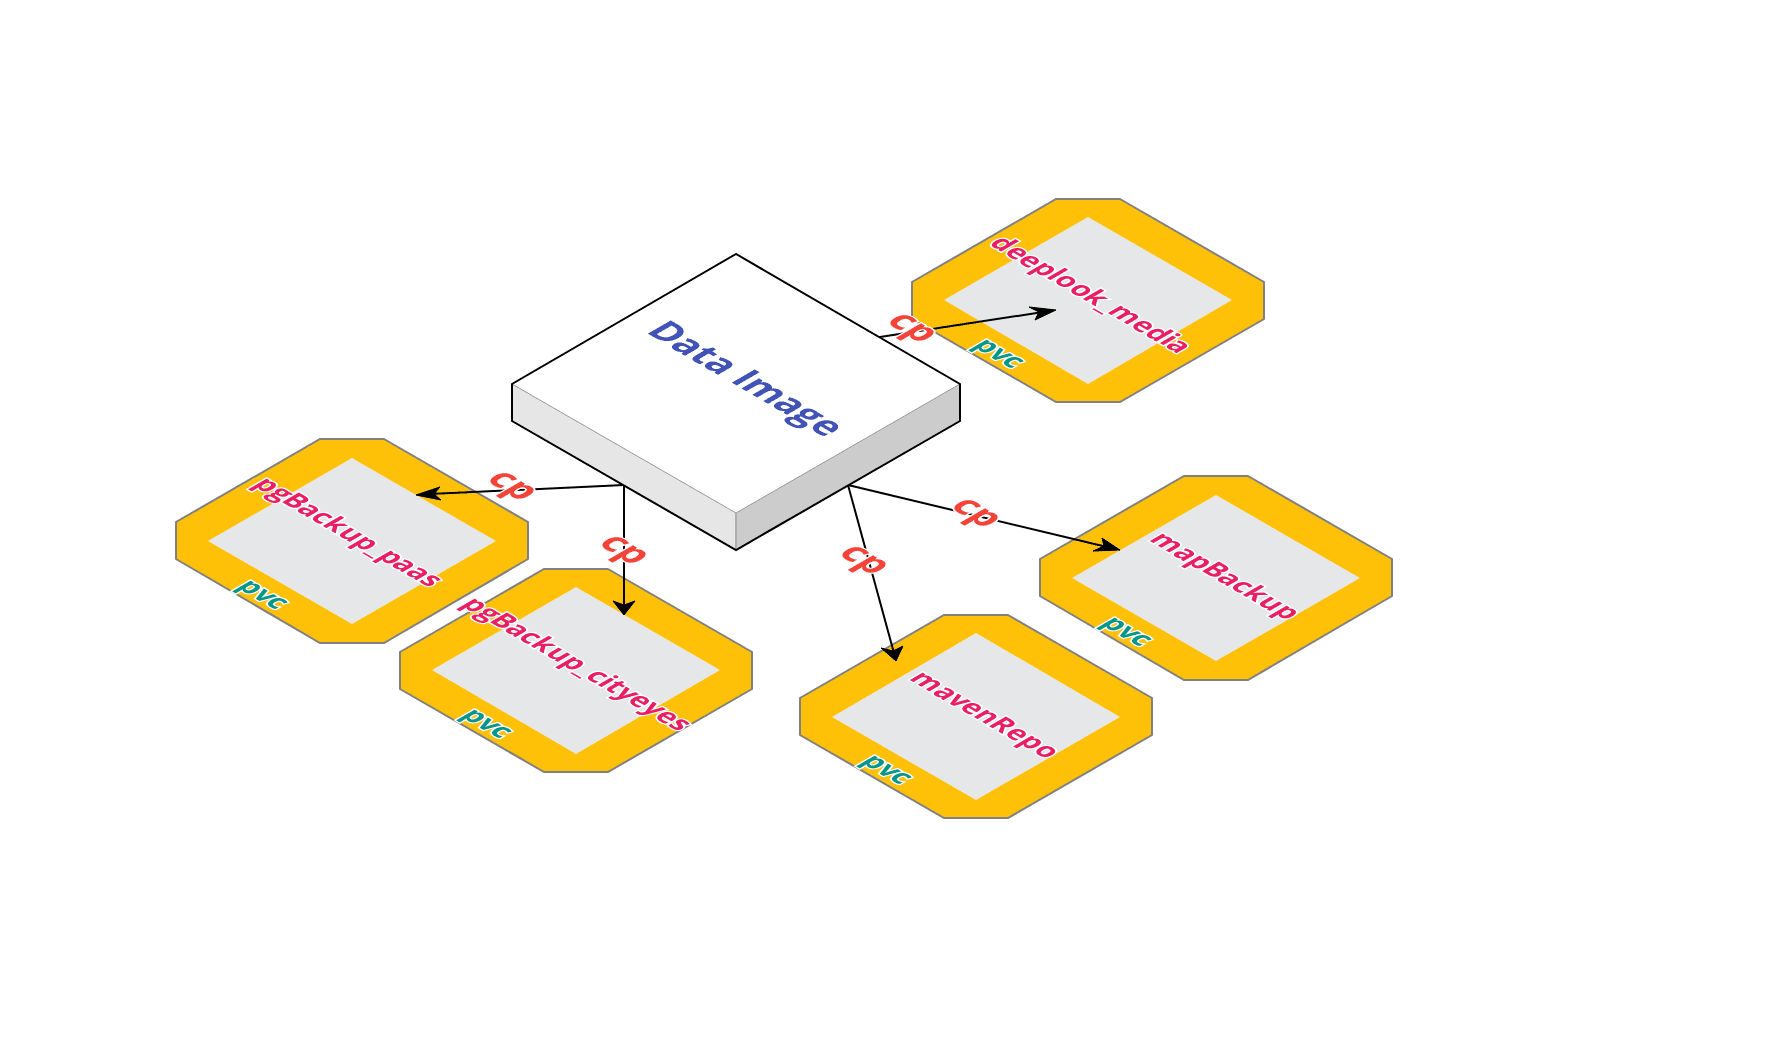 deeplook_media
cp
pvc
Data Image
cp
pgBackup_paas
pvc
cp
pgBackup_cityeyes
pvc
cp
mavenRepo
pvc
cp
mapBackup
pvc